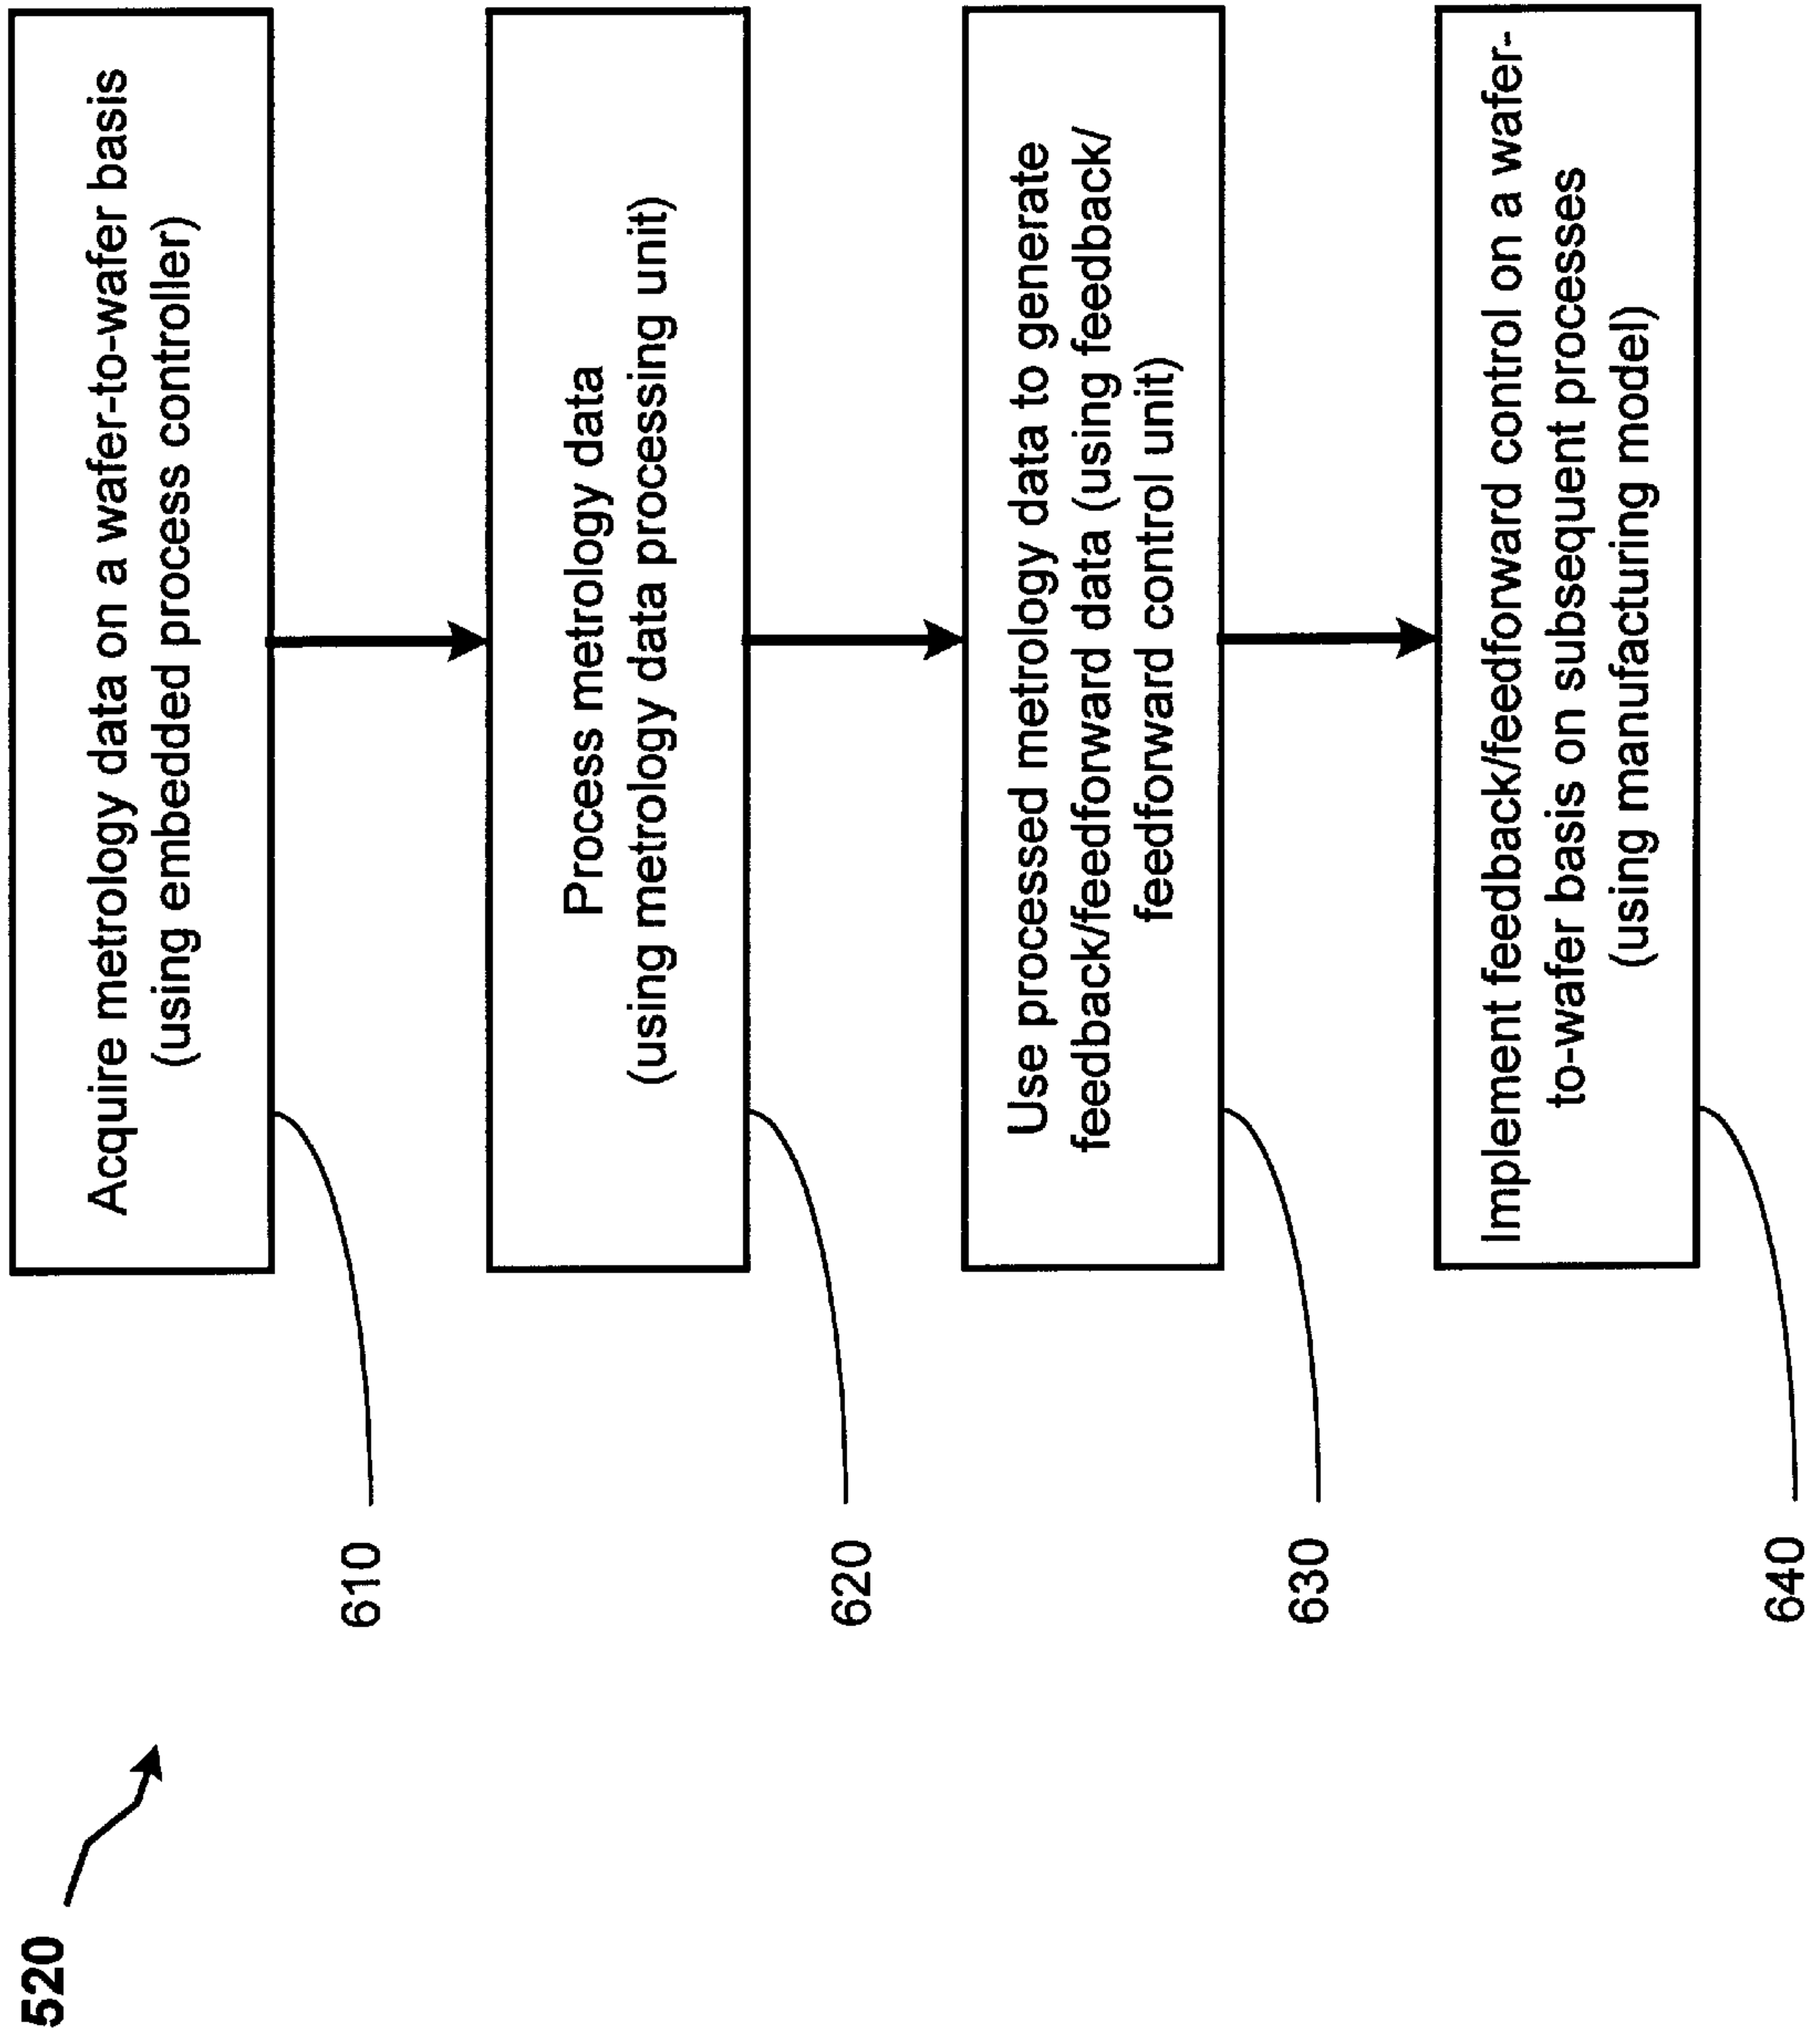 520
Acquire metrology data on a wafer-to-wafer basis
(using embedded process controller)
610
Process metrology data
(using metrology data processing unit)
620
Use processed metrology data to generate
feedback/feedforward data (using feedback/
feedforward control unit)
630
Implement feedback/feedforward control on a wafer-
to-wafer basis on subsequent processes
(using manufacturing model)
640